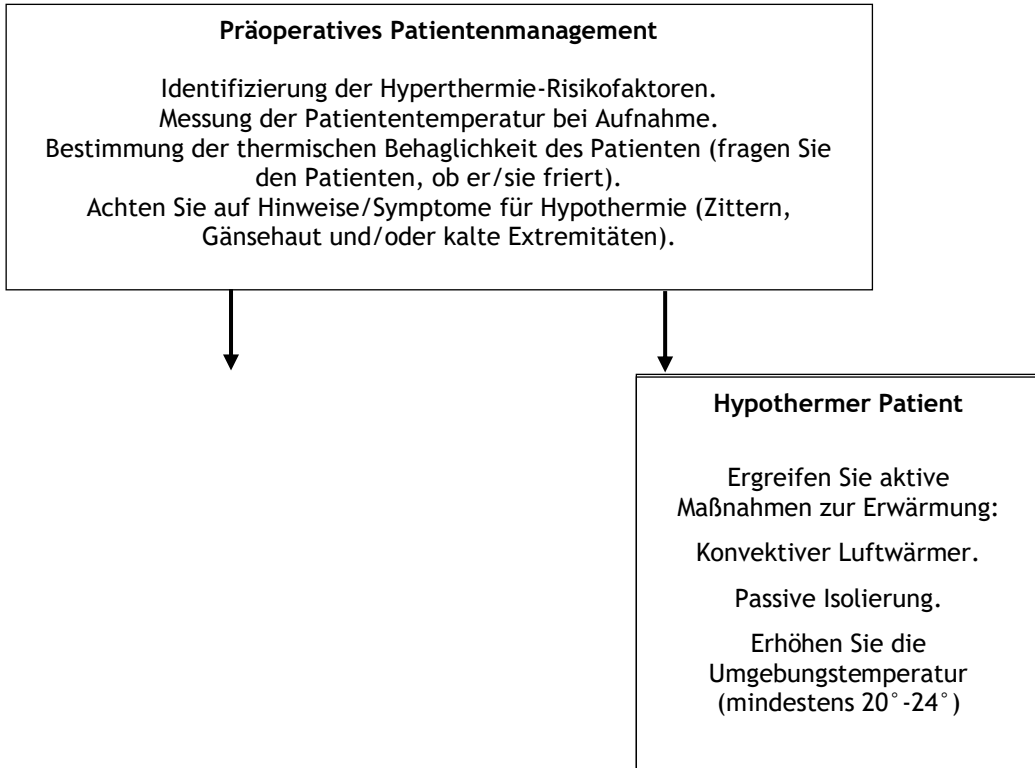 Präoperatives Patientenmanagement
Identifizierung der Hyperthermie-Risikofaktoren.
Messung der Patiententemperatur bei Aufnahme.
Bestimmung der thermischen Behaglichkeit des Patienten (fragen Sie
den Patienten, ob er/sie friert).
Achten Sie auf Hinweise/Symptome für Hypothermie (Zittern,
Gänsehaut und/oder kalte Extremitäten).
Hypothermer Patient
Ergreifen Sie aktive
Maßnahmen zur Erwärmung:
Konvektiver Luftwärmer.
Passive Isolierung.
Erhöhen Sie die
Umgebungstemperatur
(mindestens 20°-24°)